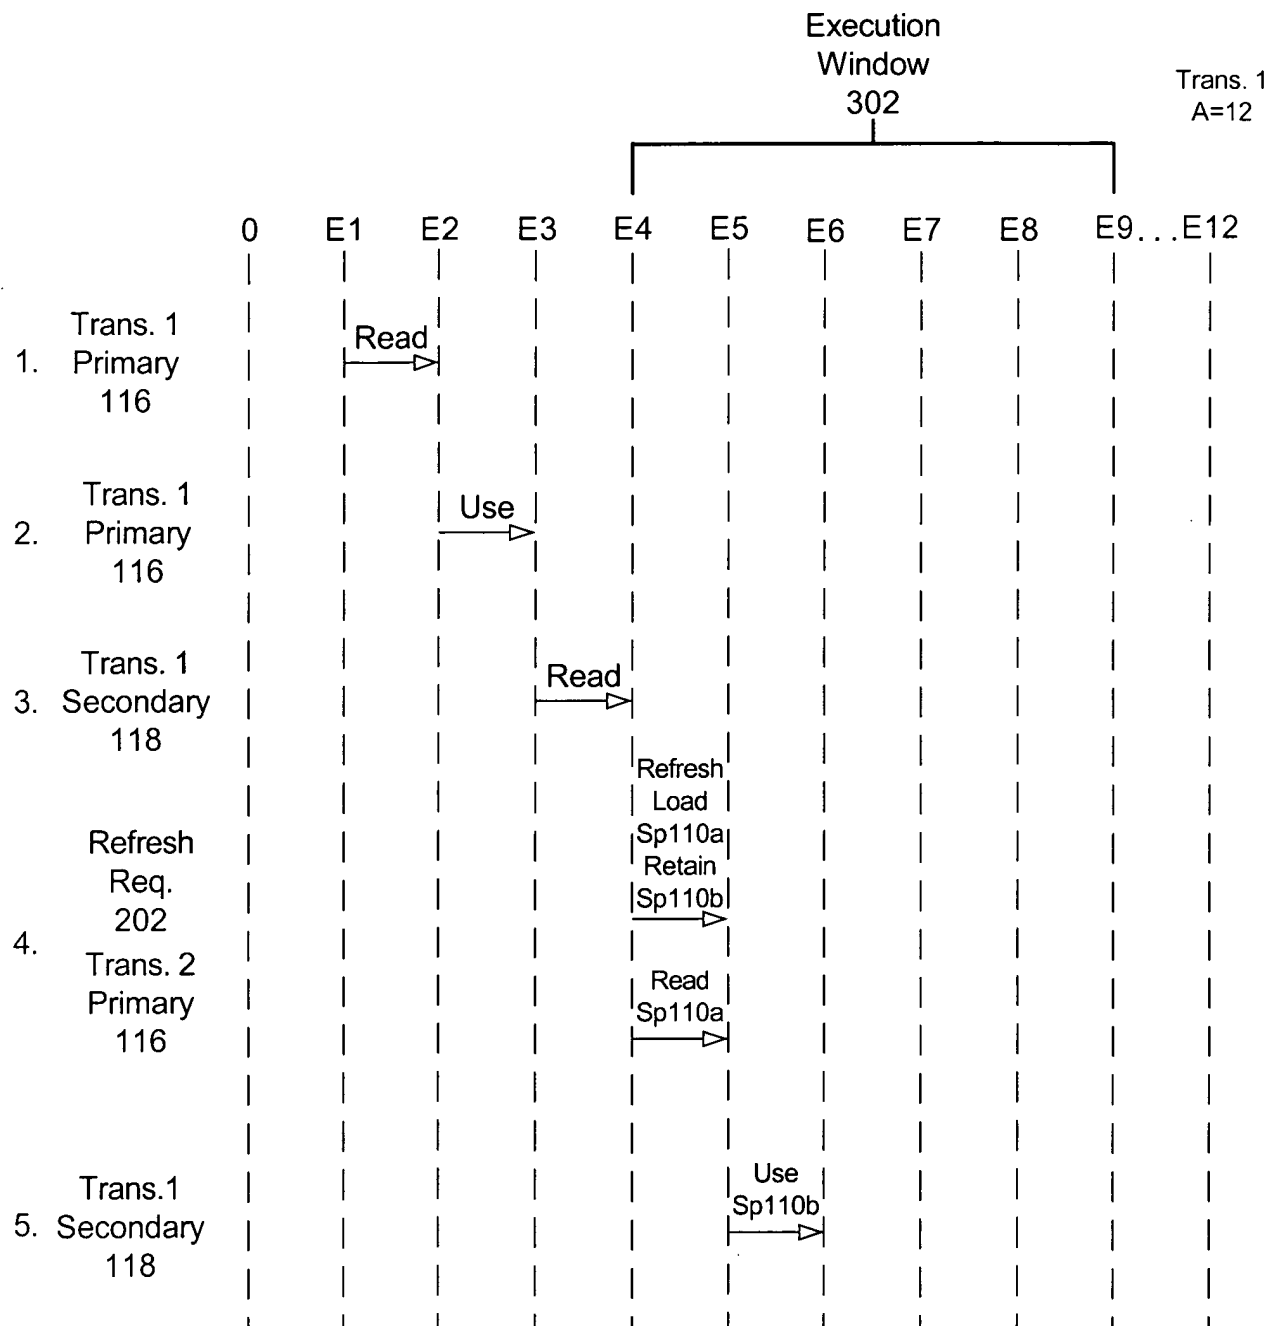 Execution
Window
302
Trans. 1
A=12
0 E1 E2 E3 E4 E5 E6 E7 E8 E9...E12
1. Trans. 1
Primary
116
Read
2. Trans. 1
Primary
116
Use
3. Trans. 1
Secondary
118
Read
4. Refresh
Req.
202
Refresh
Load
Sp110a
Retain
Sp110b
Trans. 2
Primary
116
Read
Sp110a
5. Trans.1
Secondary
118
Use
Sp110b